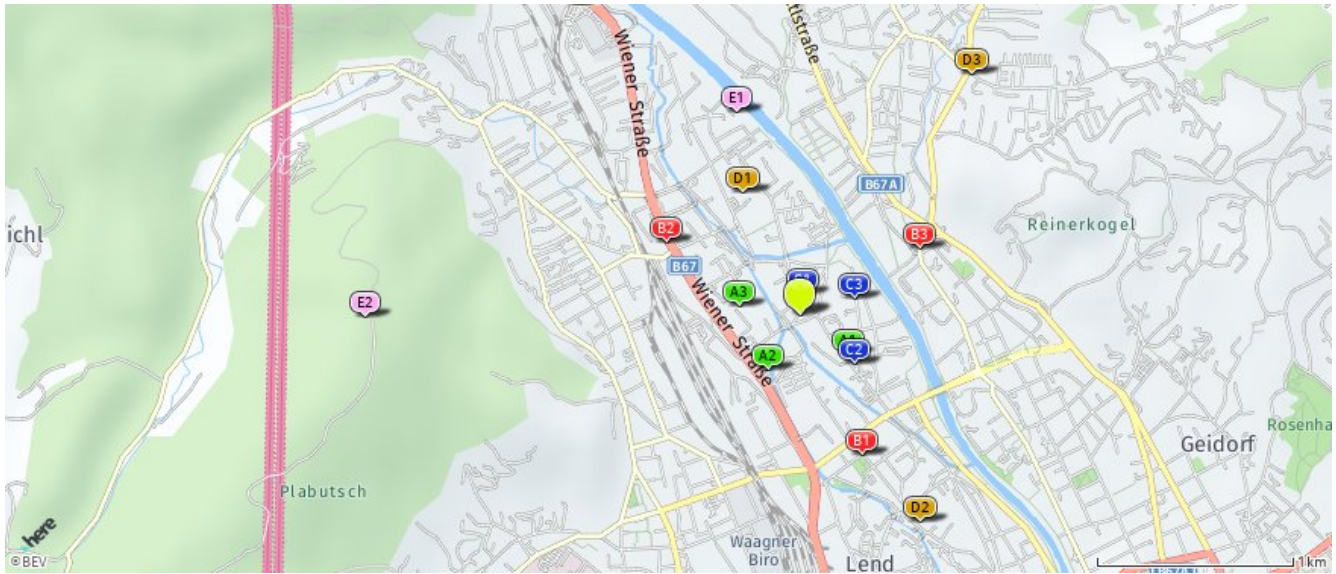 Wiener Straße
tlstraße
D3
E1
D1
B67A
B2
B3
Reinerkogel
ichl
B67
C3
A3
E2
Wiener Straße
A2
C2
B1
Rosenha
Geidorf
Plabutsch
D2
here
Waagner
Biro
Lend
©BEV
1km